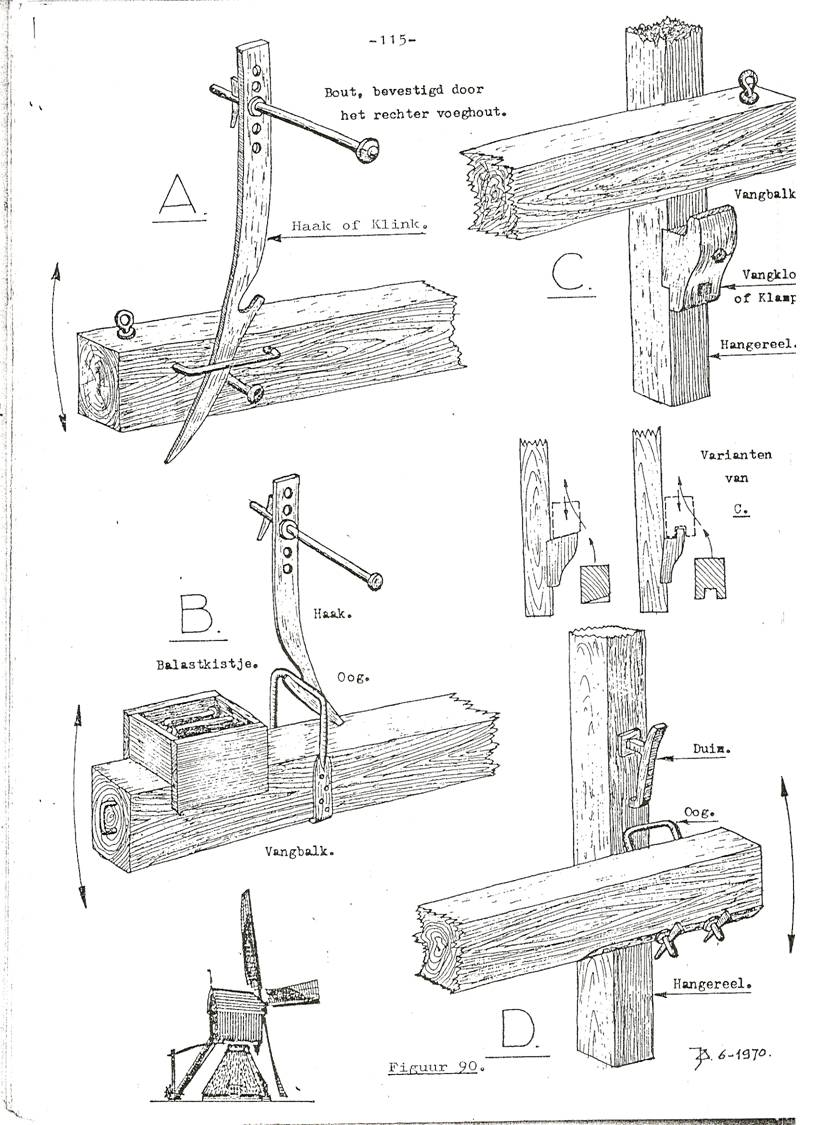 -115-
Bout, bevestigd door
het rechter voeghout.
A.
Haak of Klink.
Vangbalk
C.
Vangklo
of Klamp
Hangereel.
Varianten
van
C.
B.
Haak.
Balastkistje.
Oog.
Vangbalk.
Duim.
Oog.
Hangereel.
D.
Figuur 90.
6-1970.